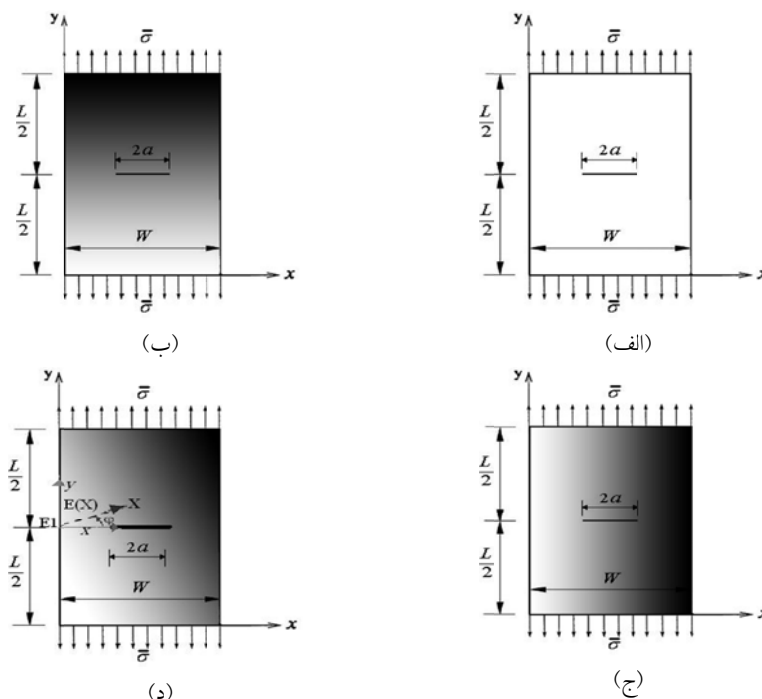 y
σ̄
L/2
2a
L/2
W
x
σ̄
(الف)
y
σ̄
L/2
2a
L/2
W
x
σ̄
(ب)
y
σ̄
L/2
2a
L/2
W
x
σ̄
(ج)
y
σ̄
L/2
y
E(X) X
E1 x φ
2a
L/2
W
x
σ̄
(د)